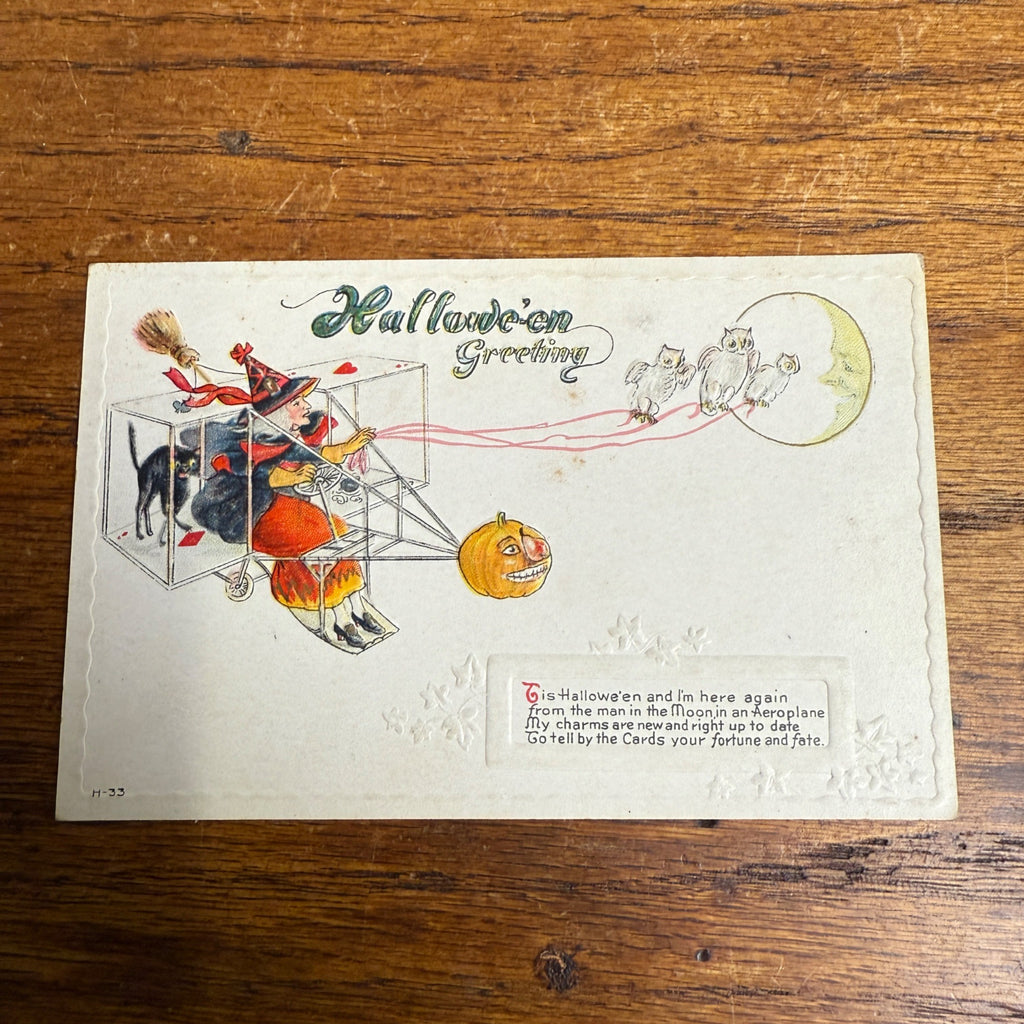 Hallowe'en
Greeting
Tis Hallowe'en and I'm here again
from the man in the Moon, in an Aeroplane
My charms are new and right up to date
To tell by the Cards your fortune and fate.
H-33